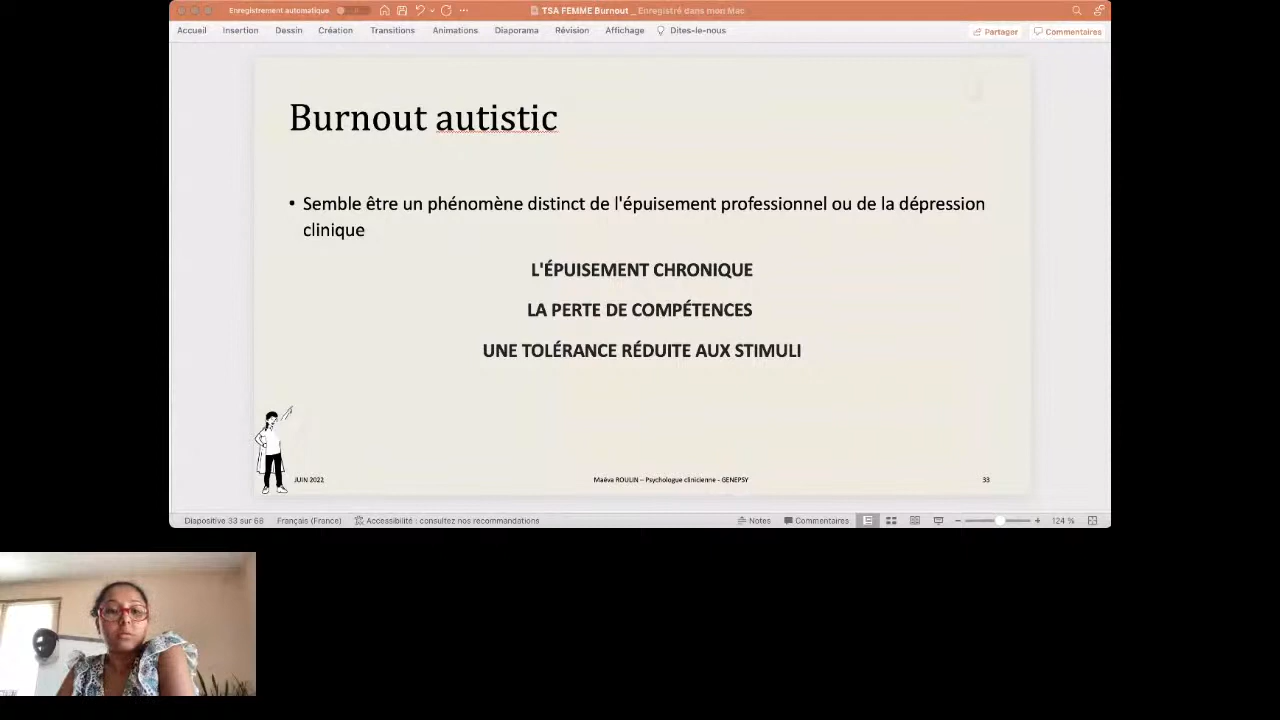 Enregistrement automatique
TSA FEMME Burnout _ Enregistré dans mon Mac
Accueil Insertion Dessin Création Transitions Animations Diaporama Révision Affichage Dites-le-nous Partager Commentaires
Burnout autistic
• Semble être un phénomène distinct de l'épuisement professionnel ou de la dépression
clinique
L'ÉPUISEMENT CHRONIQUE
LA PERTE DE COMPÉTENCES
UNE TOLÉRANCE RÉDUITE AUX STIMULI
JUIN 2022 Maëva ROULIN – Psychologue clinicienne - GENEPSY 33
Diapositive 33 sur 68 Français (France) Accessibilité : consultez nos recommandations Notes Commentaires 124 %